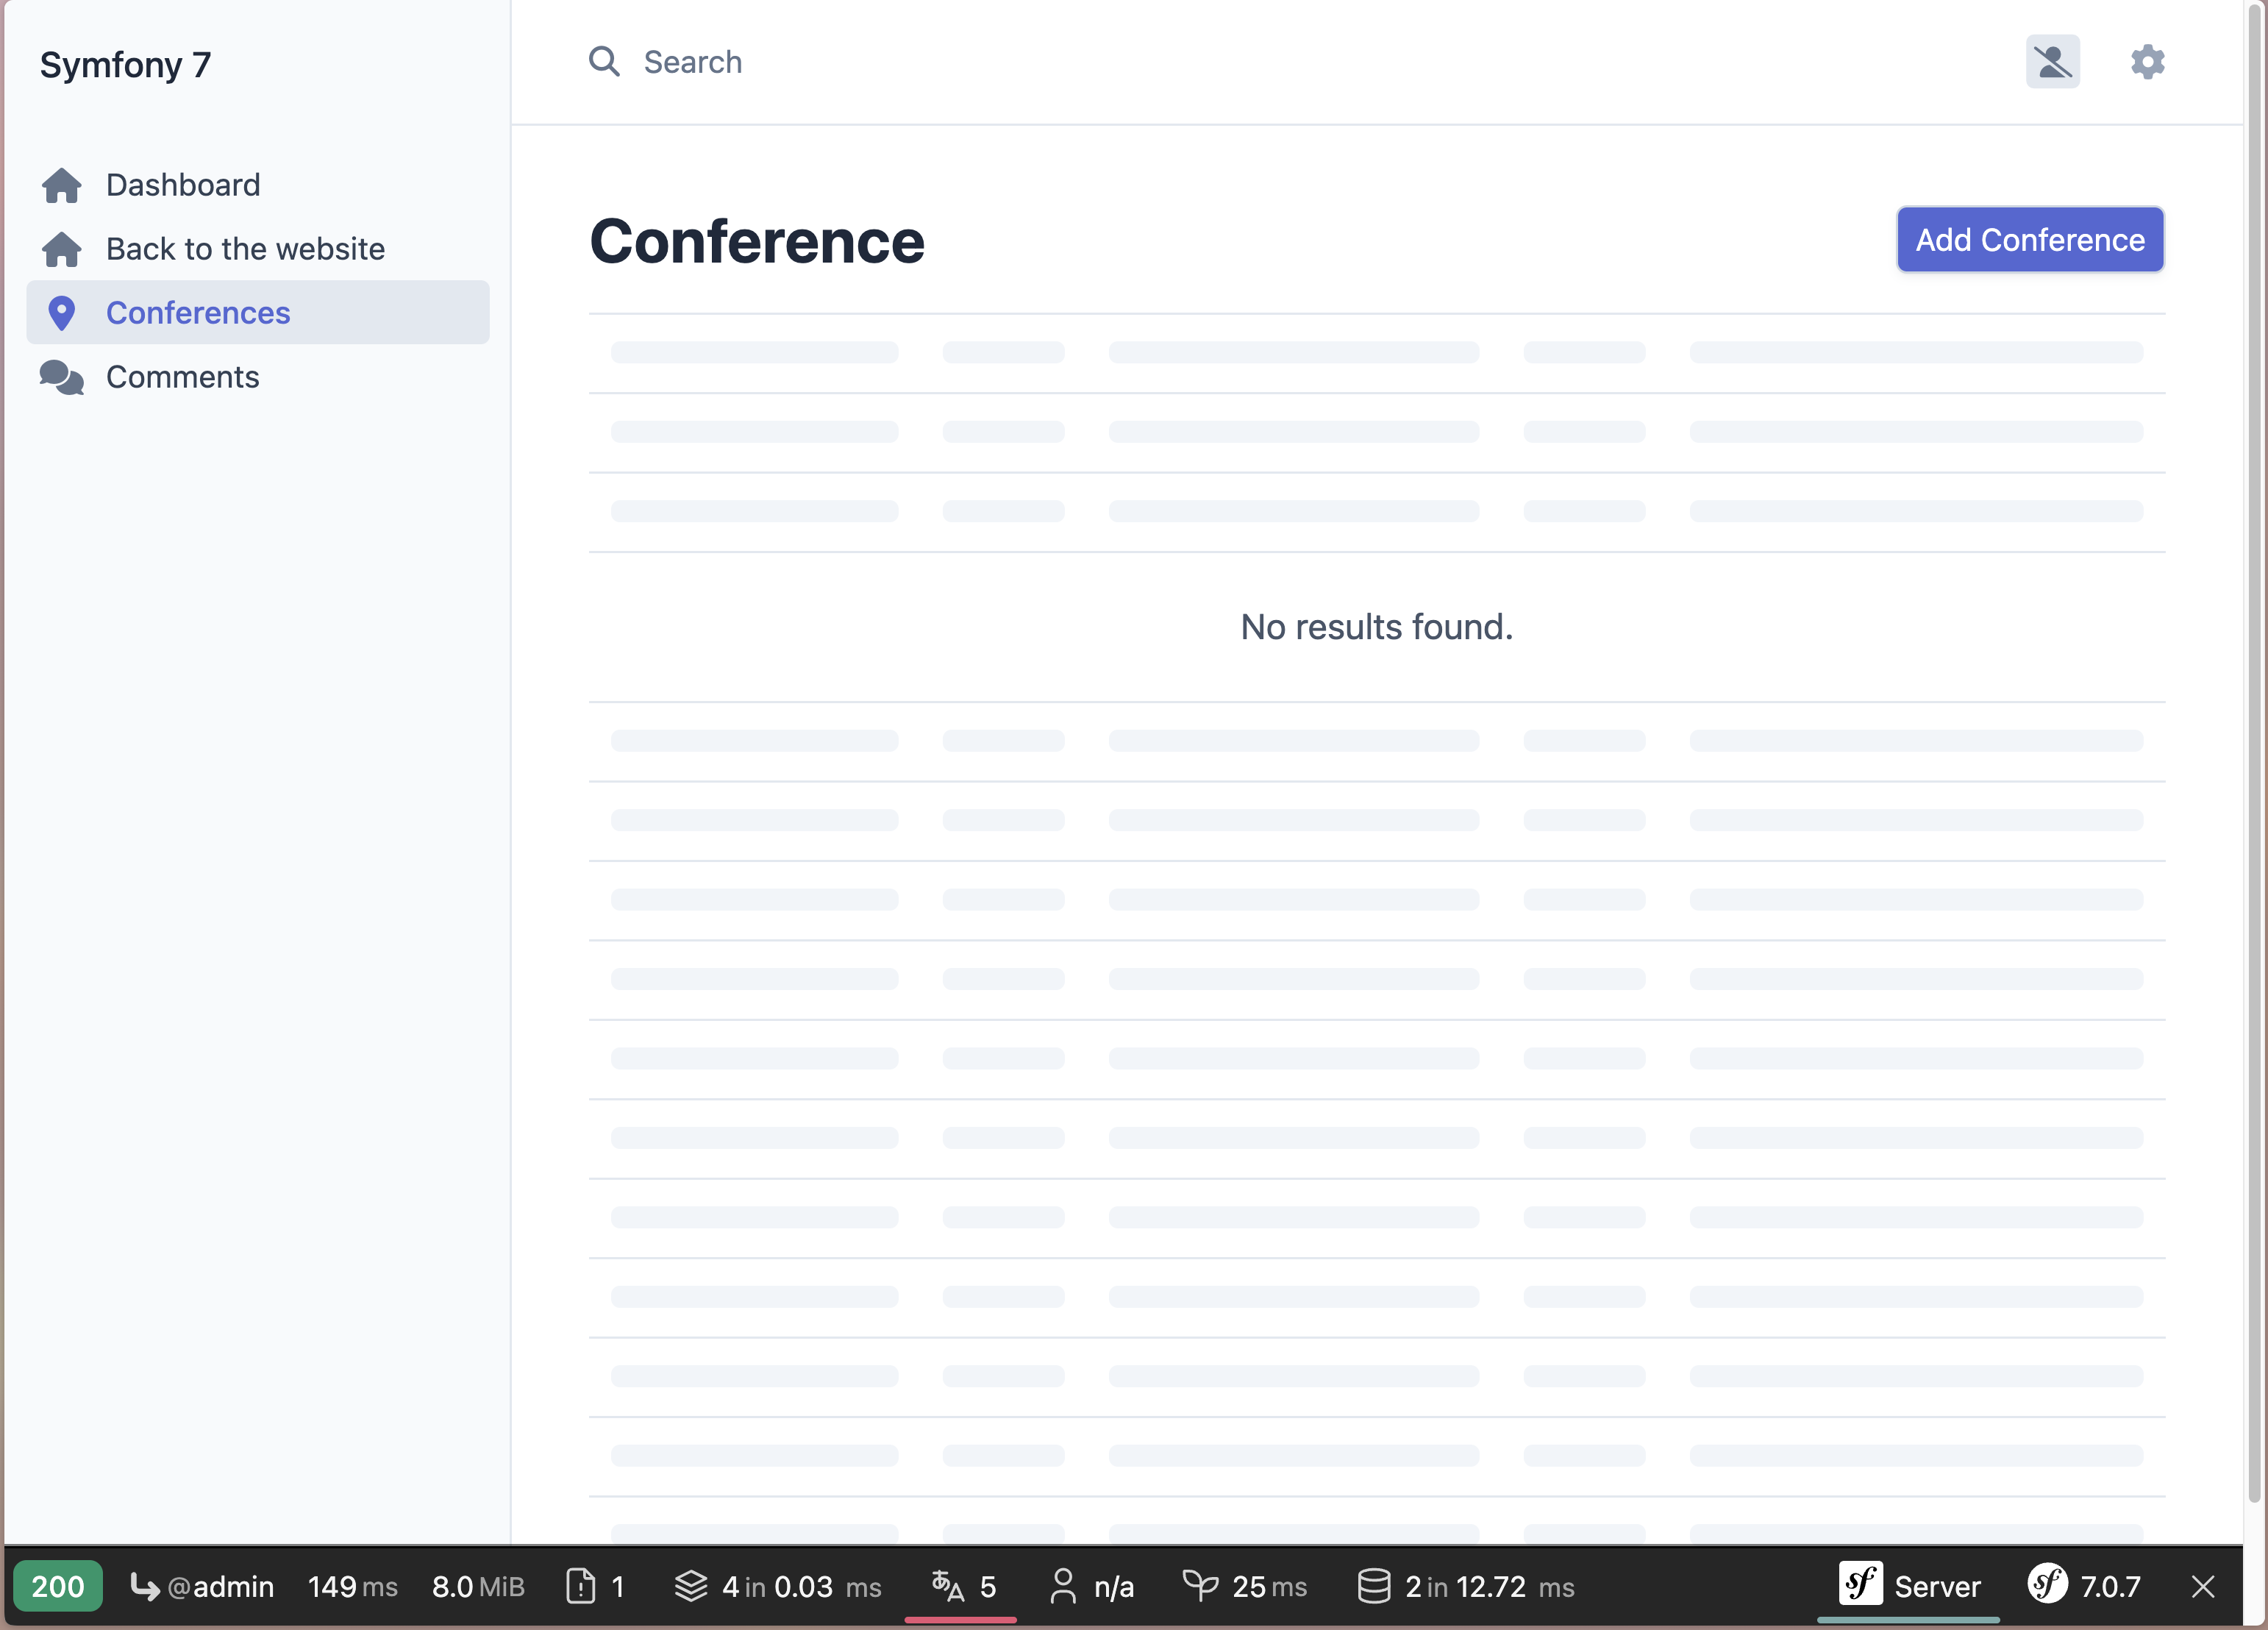 Symfony 7
Search
Dashboard
Back to the website
Conferences
Comments
Conference
Add Conference
No results found.
200 @admin 149 ms 8.0 MiB 1 4 in 0.03 ms 5 n/a 25 ms 2 in 12.72 ms Server 7.0.7